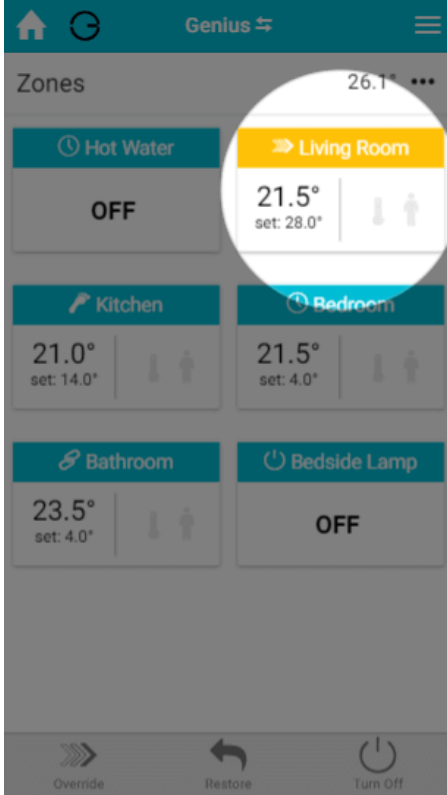 Genius
Zones
26.1°
Hot Water
OFF
Living Room
21.5°
set: 28.0°
Kitchen
21.0°
set: 14.0°
Bedroom
21.5°
set: 4.0°
Bathroom
23.5°
set: 4.0°
Bedside Lamp
OFF
Override
Restore
Turn Off